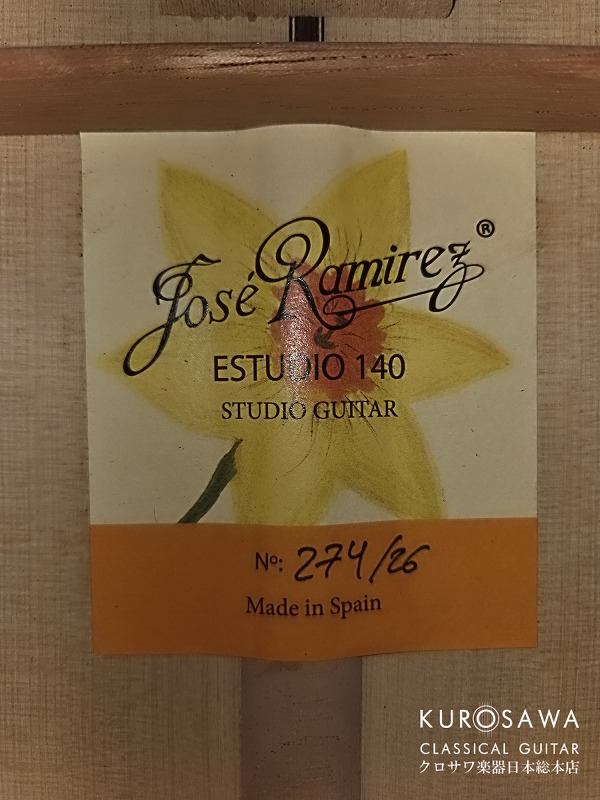 José Ramirez®
ESTUDIO 140
STUDIO GUITAR
Nº: 274/26
Made in Spain
KUROSAWA
CLASSICAL GUITAR
クロサワ楽器日本総本店